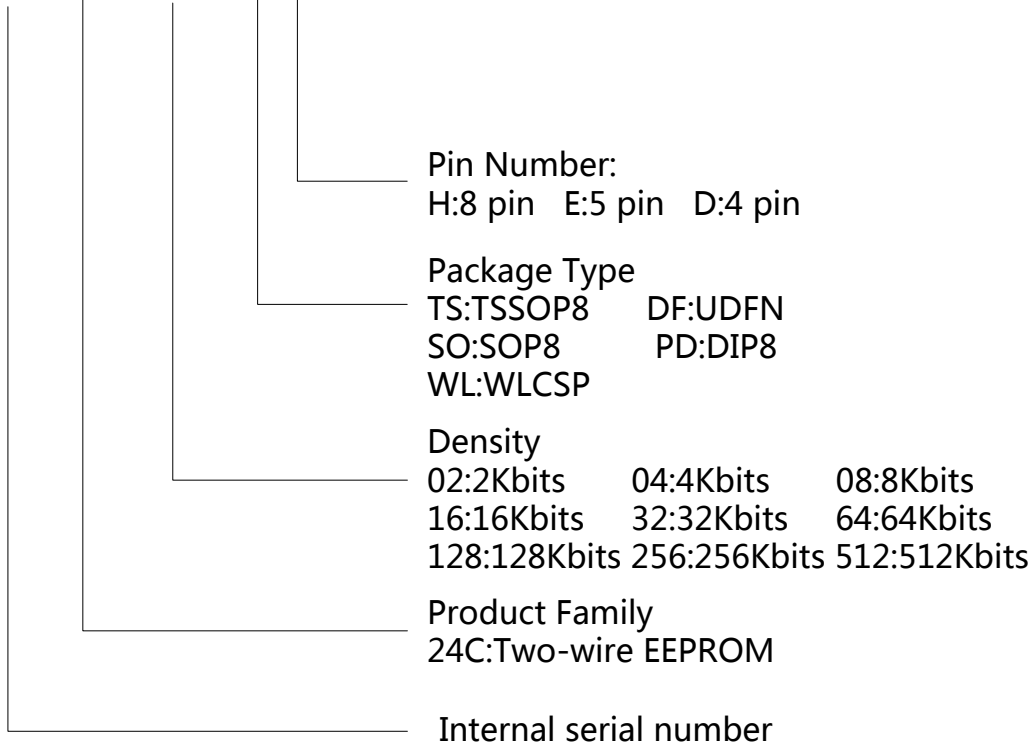 Pin Number:
H:8 pin E:5 pin D:4 pin
Package Type
TS:TSSOP8 DF:UDFN
SO:SOP8 PD:DIP8
WL:WLCSP
Density
02:2Kbits 04:4Kbits 08:8Kbits
16:16Kbits 32:32Kbits 64:64Kbits
128:128Kbits 256:256Kbits 512:512Kbits
Product Family
24C:Two-wire EEPROM
Internal serial number